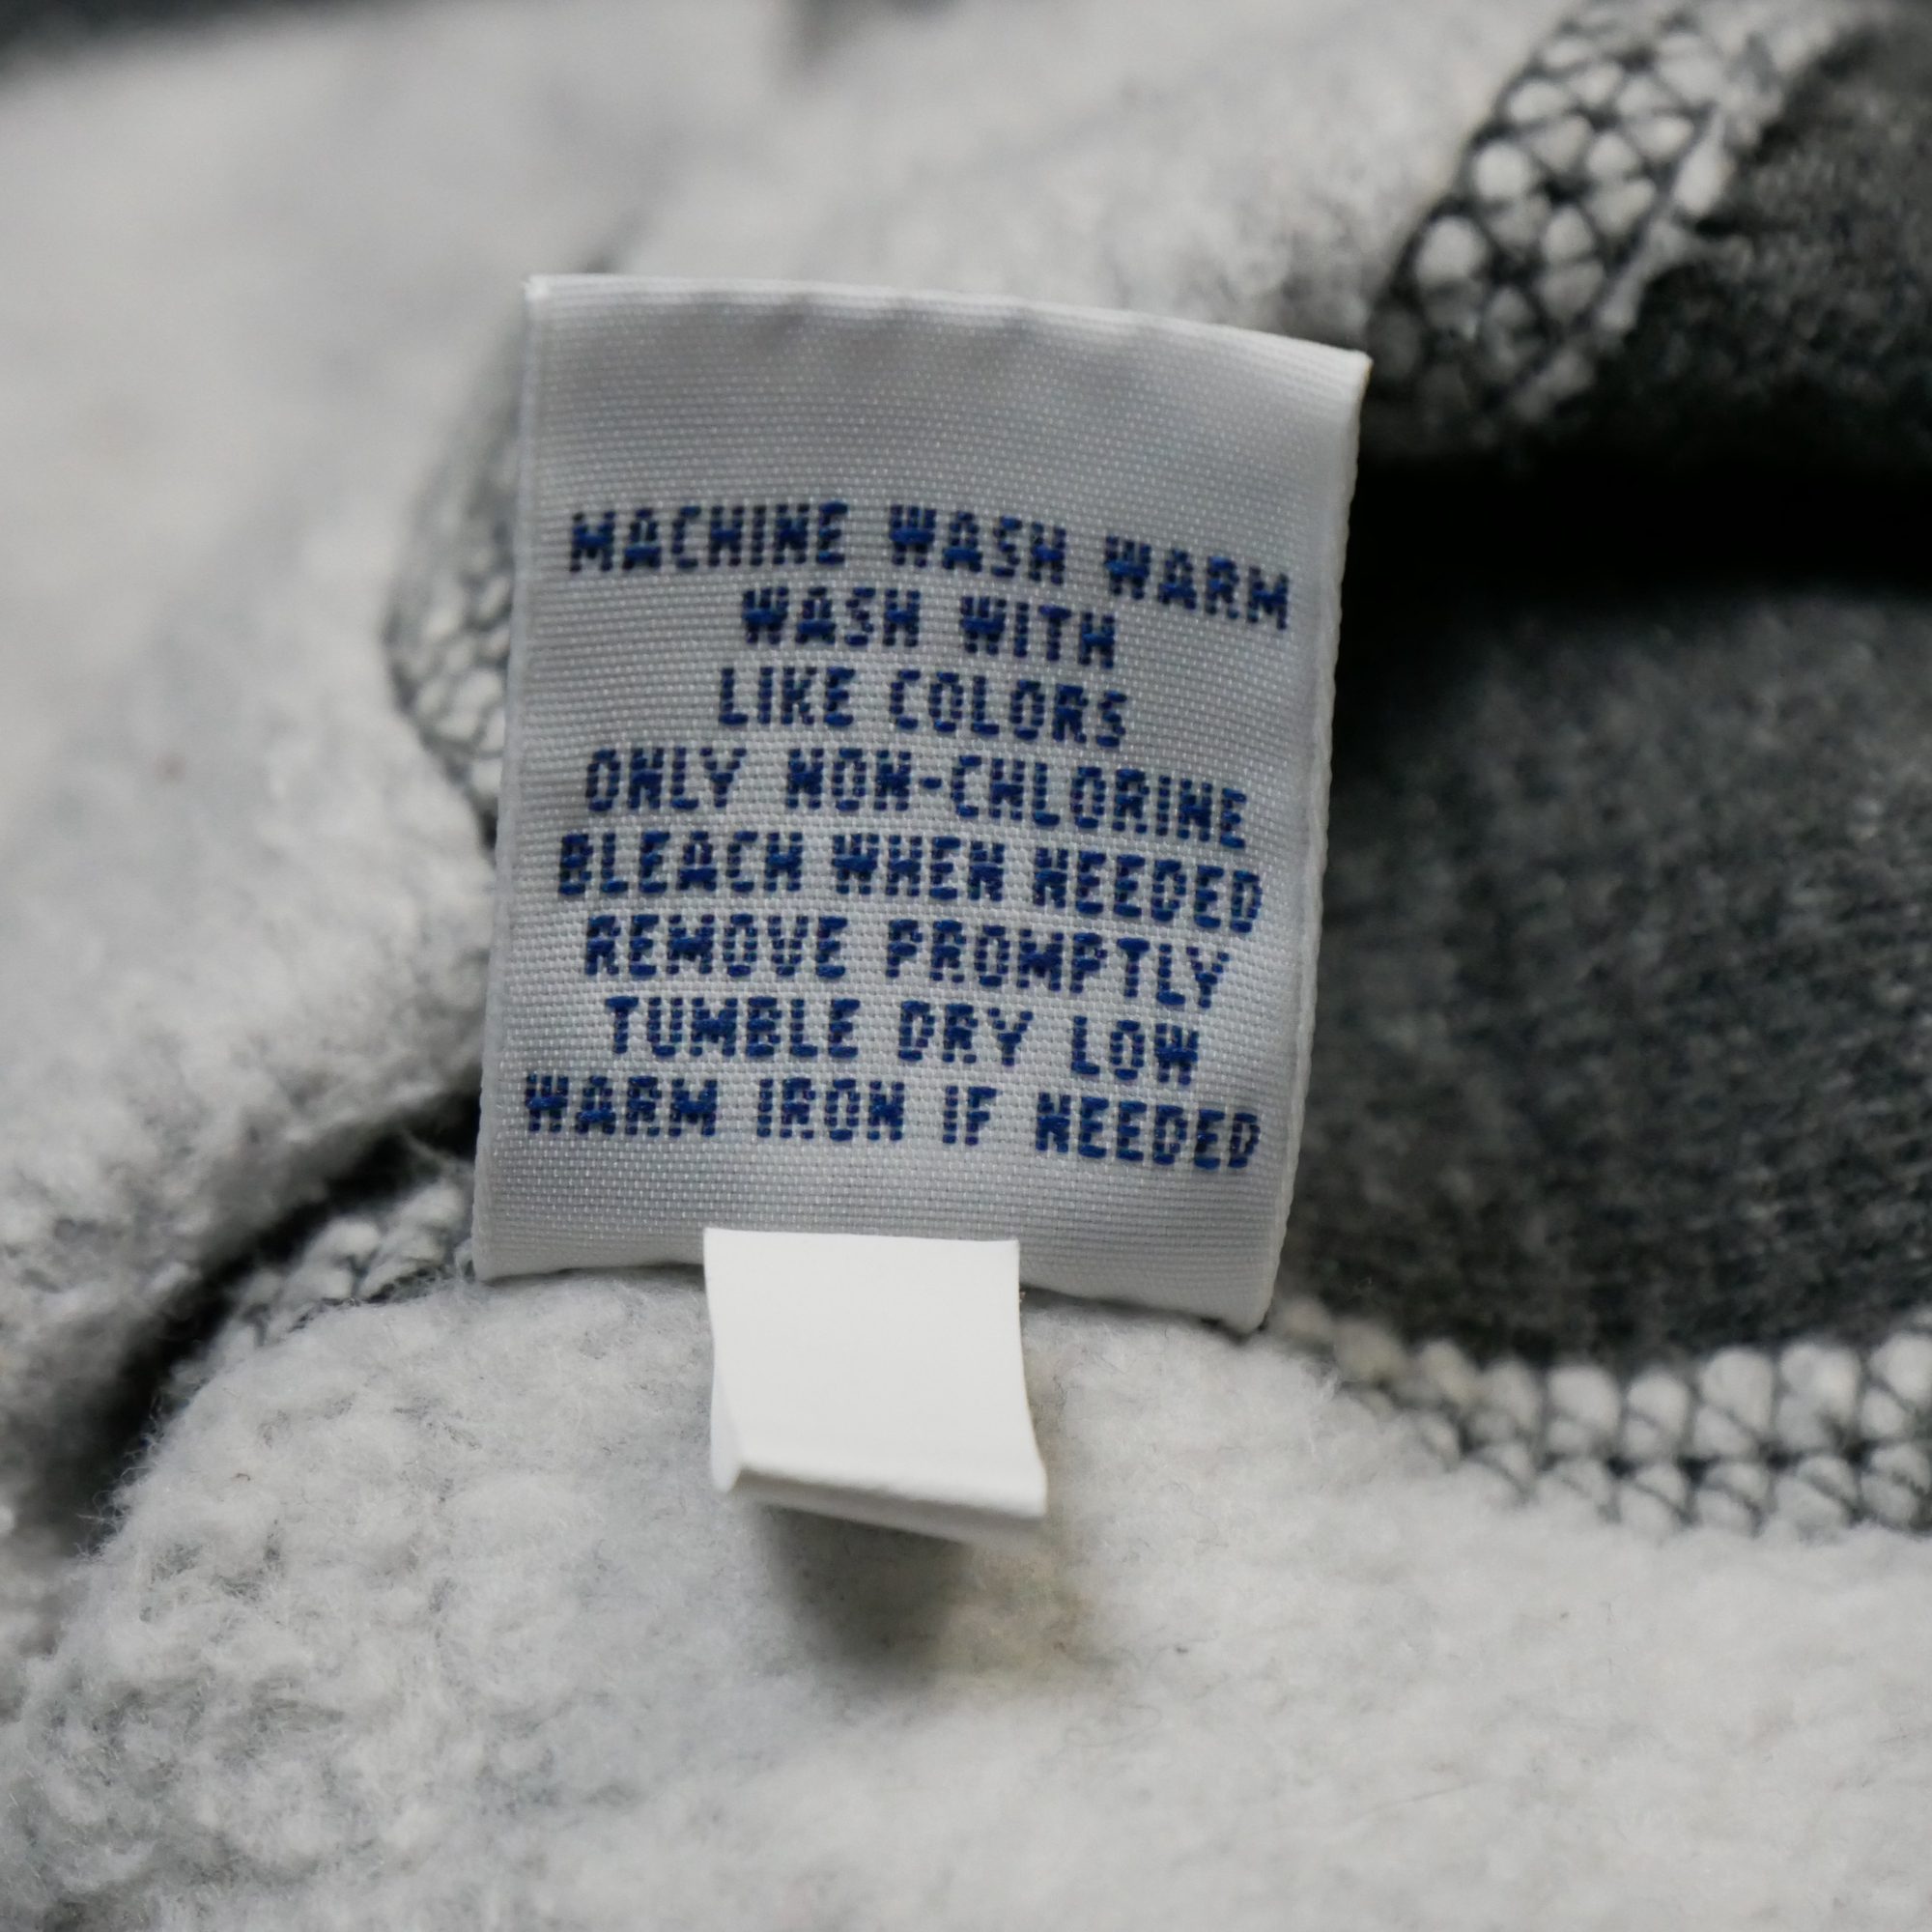 MACHINE WASH WARM
WASH WITH
LIKE COLORS
ONLY NON-CHLORINE
BLEACH WHEN NEEDED
REMOVE PROMPTLY
TUMBLE DRY LOW
WARM IRON IF NEEDED